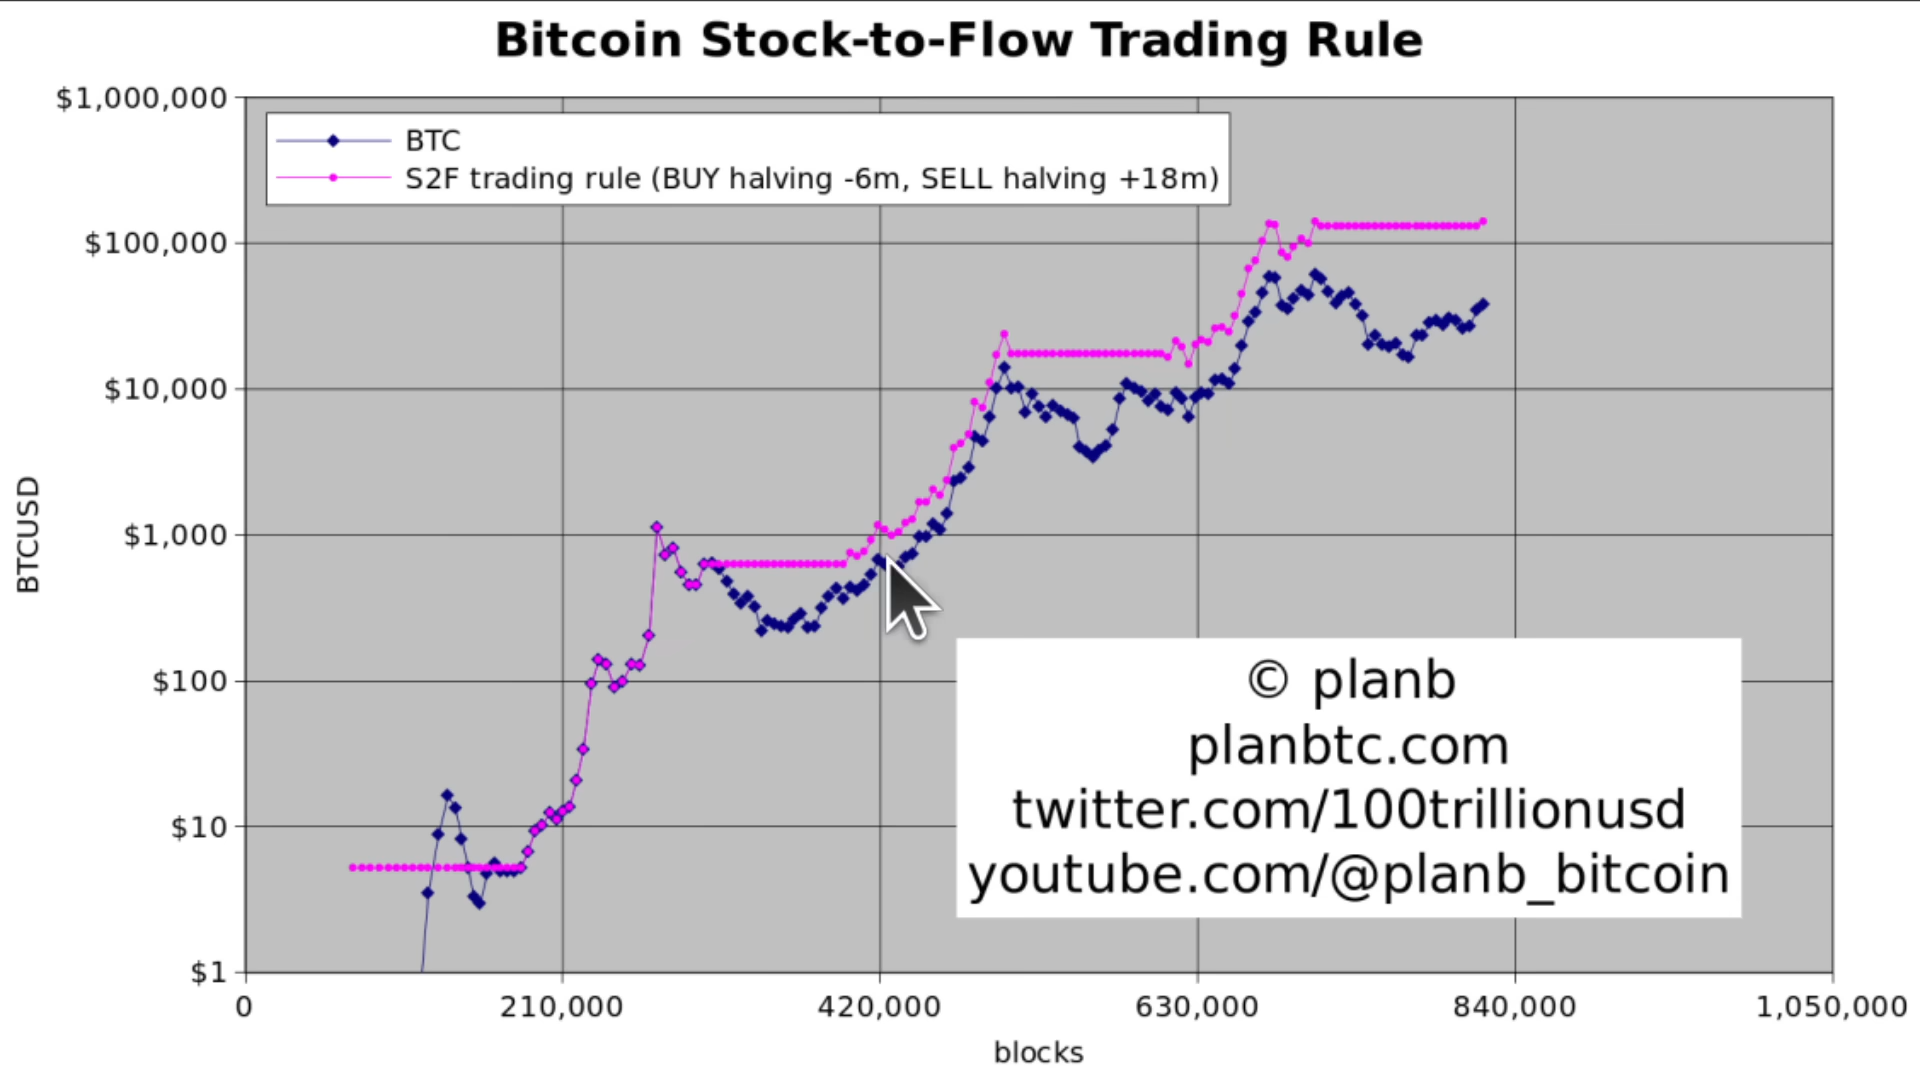 Bitcoin Stock-to-Flow Trading Rule
$1,000,000
BTC
S2F trading rule (BUY halving -6m, SELL halving +18m)
$100,000
$10,000
$1,000
$100
$10
$1
BTCUSD
© planb
planbtc.com
twitter.com/100trillionusd
youtube.com/@planb_bitcoin
0 210,000 420,000 630,000 840,000 1,050,000
blocks